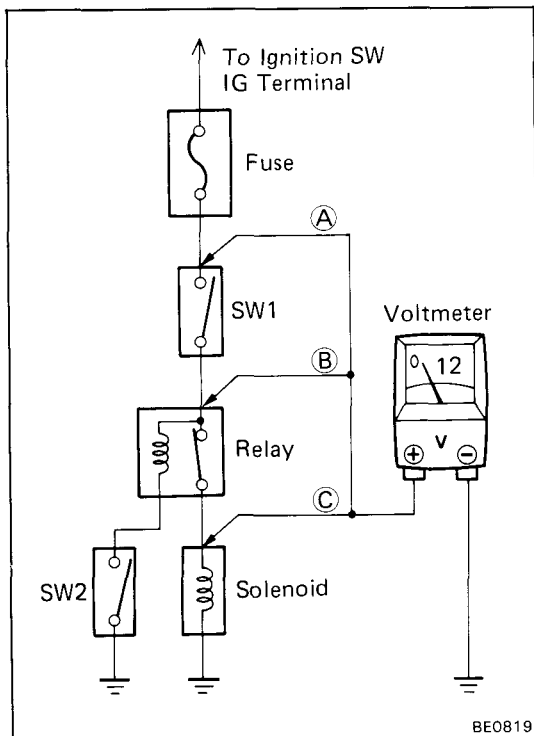 To Ignition SW
IG Terminal
Fuse
A
SW1
Voltmeter
B
0 12
Relay
V
+ −
C
SW2
Solenoid
BE0819